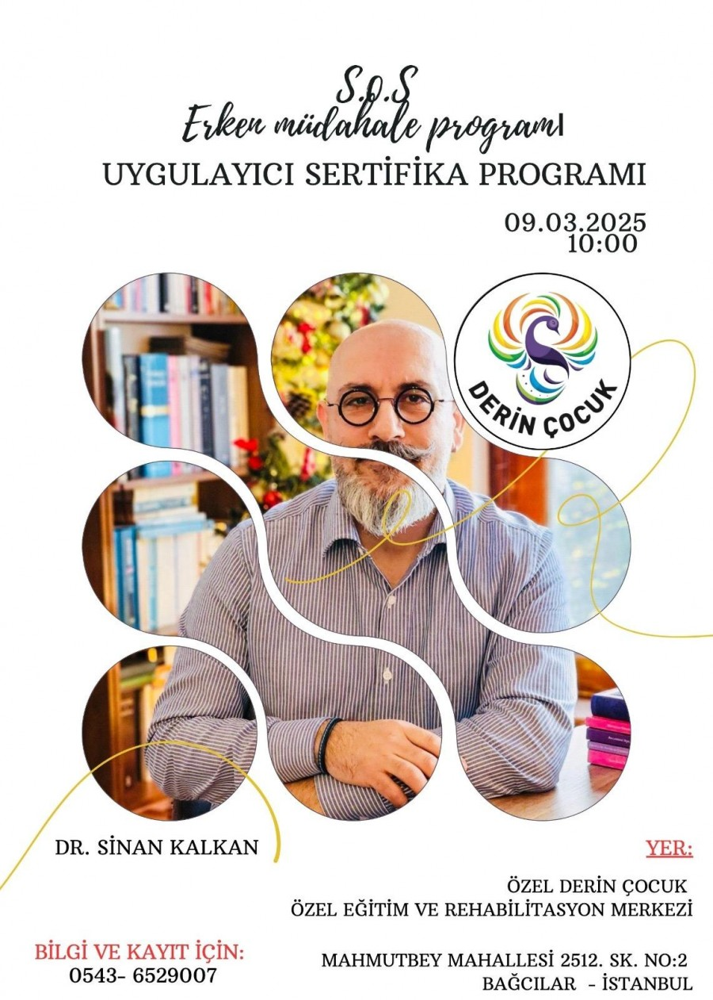 S.o.S
Erken müdahale programI
UYGULAYICI SERTİFİKA PROGRAMI
09.03.2025
10:00
DERİN ÇOCUK
DR. SİNAN KALKAN
YER:
ÖZEL DERİN ÇOCUK
ÖZEL EĞİTİM VE REHABİLİTASYON MERKEZİ
BİLGİ VE KAYIT İÇİN:
0543- 6529007
MAHMUTBEY MAHALLESİ 2512. SK. NO:2
BAĞCILAR - İSTANBUL